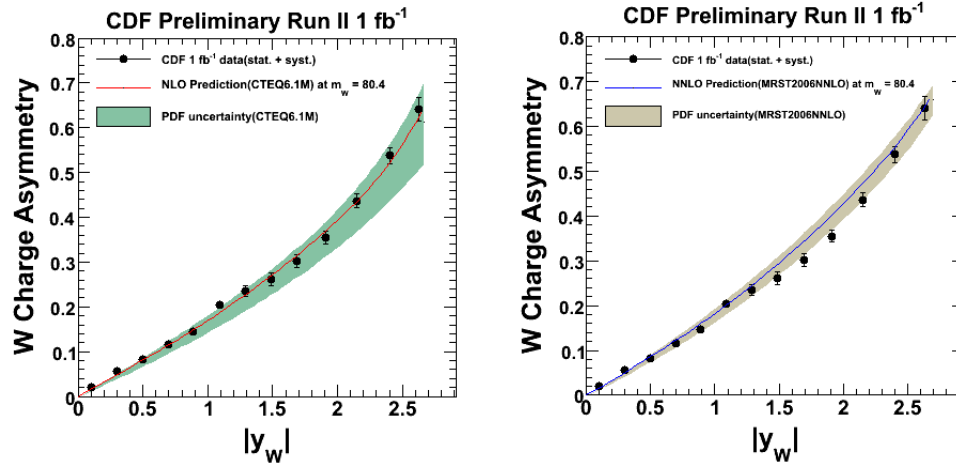 CDF Preliminary Run II 1 fb⁻¹
CDF 1 fb⁻¹ data(stat. + syst.)
NLO Prediction(CTEQ6.1M) at m_w = 80.4
PDF uncertainty(CTEQ6.1M)
W Charge Asymmetry
0.8
0.7
0.6
0.5
0.4
0.3
0.2
0.1
0
0 0.5 1 1.5 2 2.5
|y_w|
CDF Preliminary Run II 1 fb⁻¹
CDF 1 fb⁻¹ data(stat. + syst.)
NNLO Prediction(MRST2006NNLO) at m_w = 80.4
PDF uncertainty(MRST2006NNLO)
W Charge Asymmetry
0.8
0.7
0.6
0.5
0.4
0.3
0.2
0.1
0.0
0 0.5 1 1.5 2 2.5
|y_w|